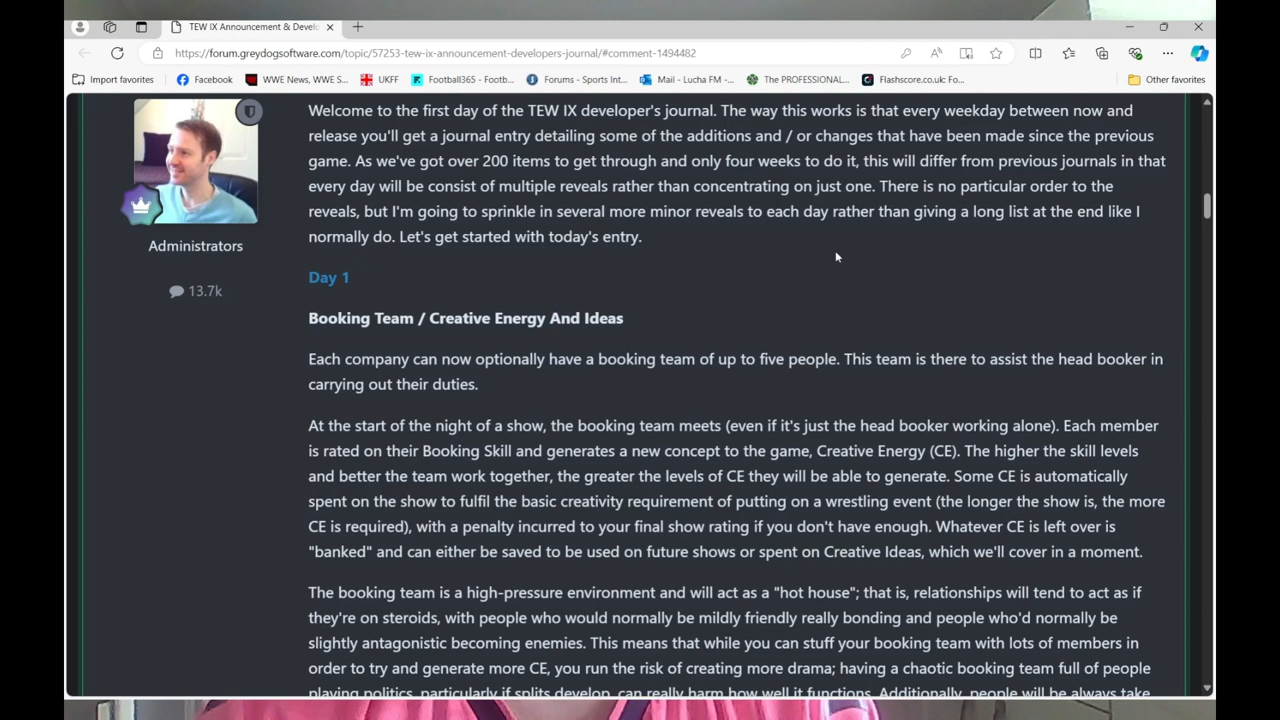 TEW IX Announcement & Develo
https://forum.greydogsoftware.com/topic/57253-tew-ix-announcement-developers-journal/#comment-1494482
Import favorites
Facebook
WWE News, WWE S...
UKFF
Football365 - Footb...
Forums - Sports Int...
Mail - Lucha FM -...
The PROFESSIONAL...
Flashscore.co.uk: Fo...
Other favorites
Administrators
13.7k
Welcome to the first day of the TEW IX developer's journal. The way this works is that every weekday between now and
release you'll get a journal entry detailing some of the additions and / or changes that have been made since the previous
game. As we've got over 200 items to get through and only four weeks to do it, this will differ from previous journals in that
every day will be consist of multiple reveals rather than concentrating on just one. There is no particular order to the
reveals, but I'm going to sprinkle in several more minor reveals to each day rather than giving a long list at the end like I
normally do. Let's get started with today's entry.
Day 1
Booking Team / Creative Energy And Ideas
Each company can now optionally have a booking team of up to five people. This team is there to assist the head booker in
carrying out their duties.
At the start of the night of a show, the booking team meets (even if it's just the head booker working alone). Each member
is rated on their Booking Skill and generates a new concept to the game, Creative Energy (CE). The higher the skill levels
and better the team work together, the greater the levels of CE they will be able to generate. Some CE is automatically
spent on the show to fulfil the basic creativity requirement of putting on a wrestling event (the longer the show is, the more
CE is required), with a penalty incurred to your final show rating if you don't have enough. Whatever CE is left over is
"banked" and can either be saved to be used on future shows or spent on Creative Ideas, which we'll cover in a moment.
The booking team is a high-pressure environment and will act as a "hot house"; that is, relationships will tend to act as if
they're on steroids, with people who would normally be mildly friendly really bonding and people who'd normally be
slightly antagonistic becoming enemies. This means that while you can stuff your booking team with lots of members in
order to try and generate more CE, you run the risk of creating more drama; having a chaotic booking team full of people
playing politics, particularly if splits develop, can really harm how well it functions. Additionally, people will be always take